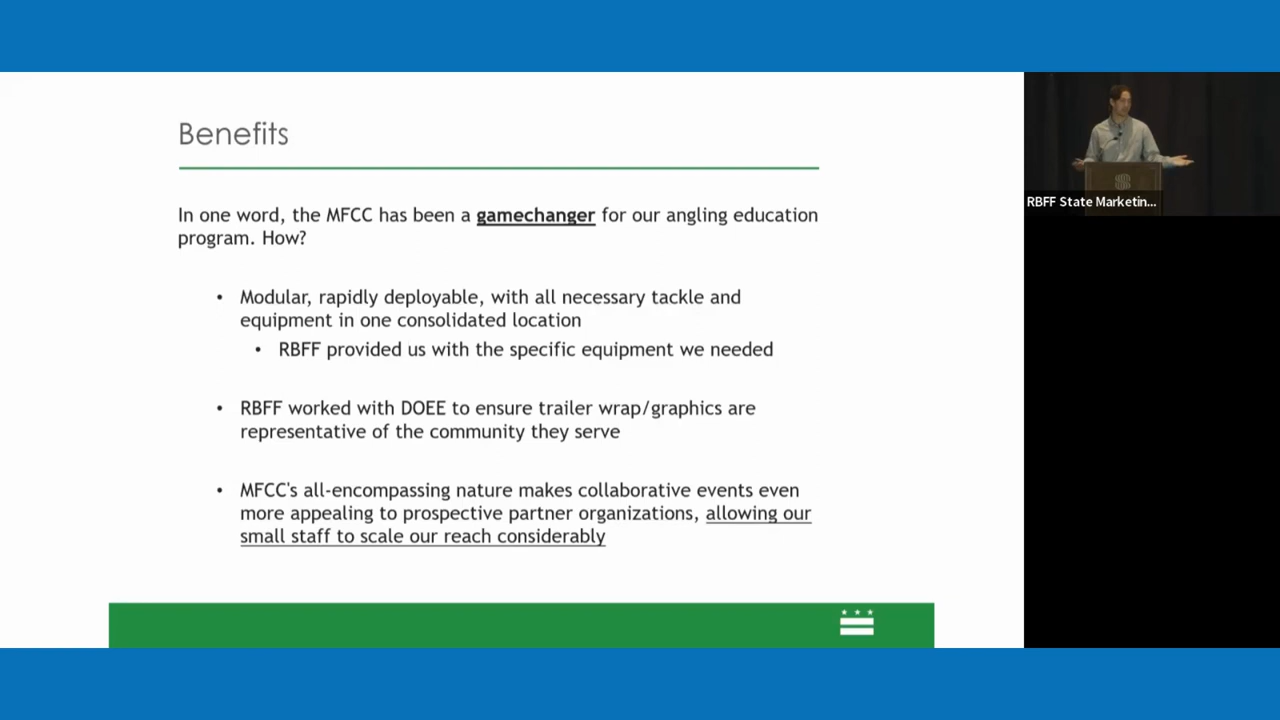 Benefits
In one word, the MFCC has been a gamechanger for our angling education
program. How?
• Modular, rapidly deployable, with all necessary tackle and
equipment in one consolidated location
• RBFF provided us with the specific equipment we needed
• RBFF worked with DOEE to ensure trailer wrap/graphics are
representative of the community they serve
• MFCC's all-encompassing nature makes collaborative events even
more appealing to prospective partner organizations, allowing our
small staff to scale our reach considerably
RBFF State Marketin...